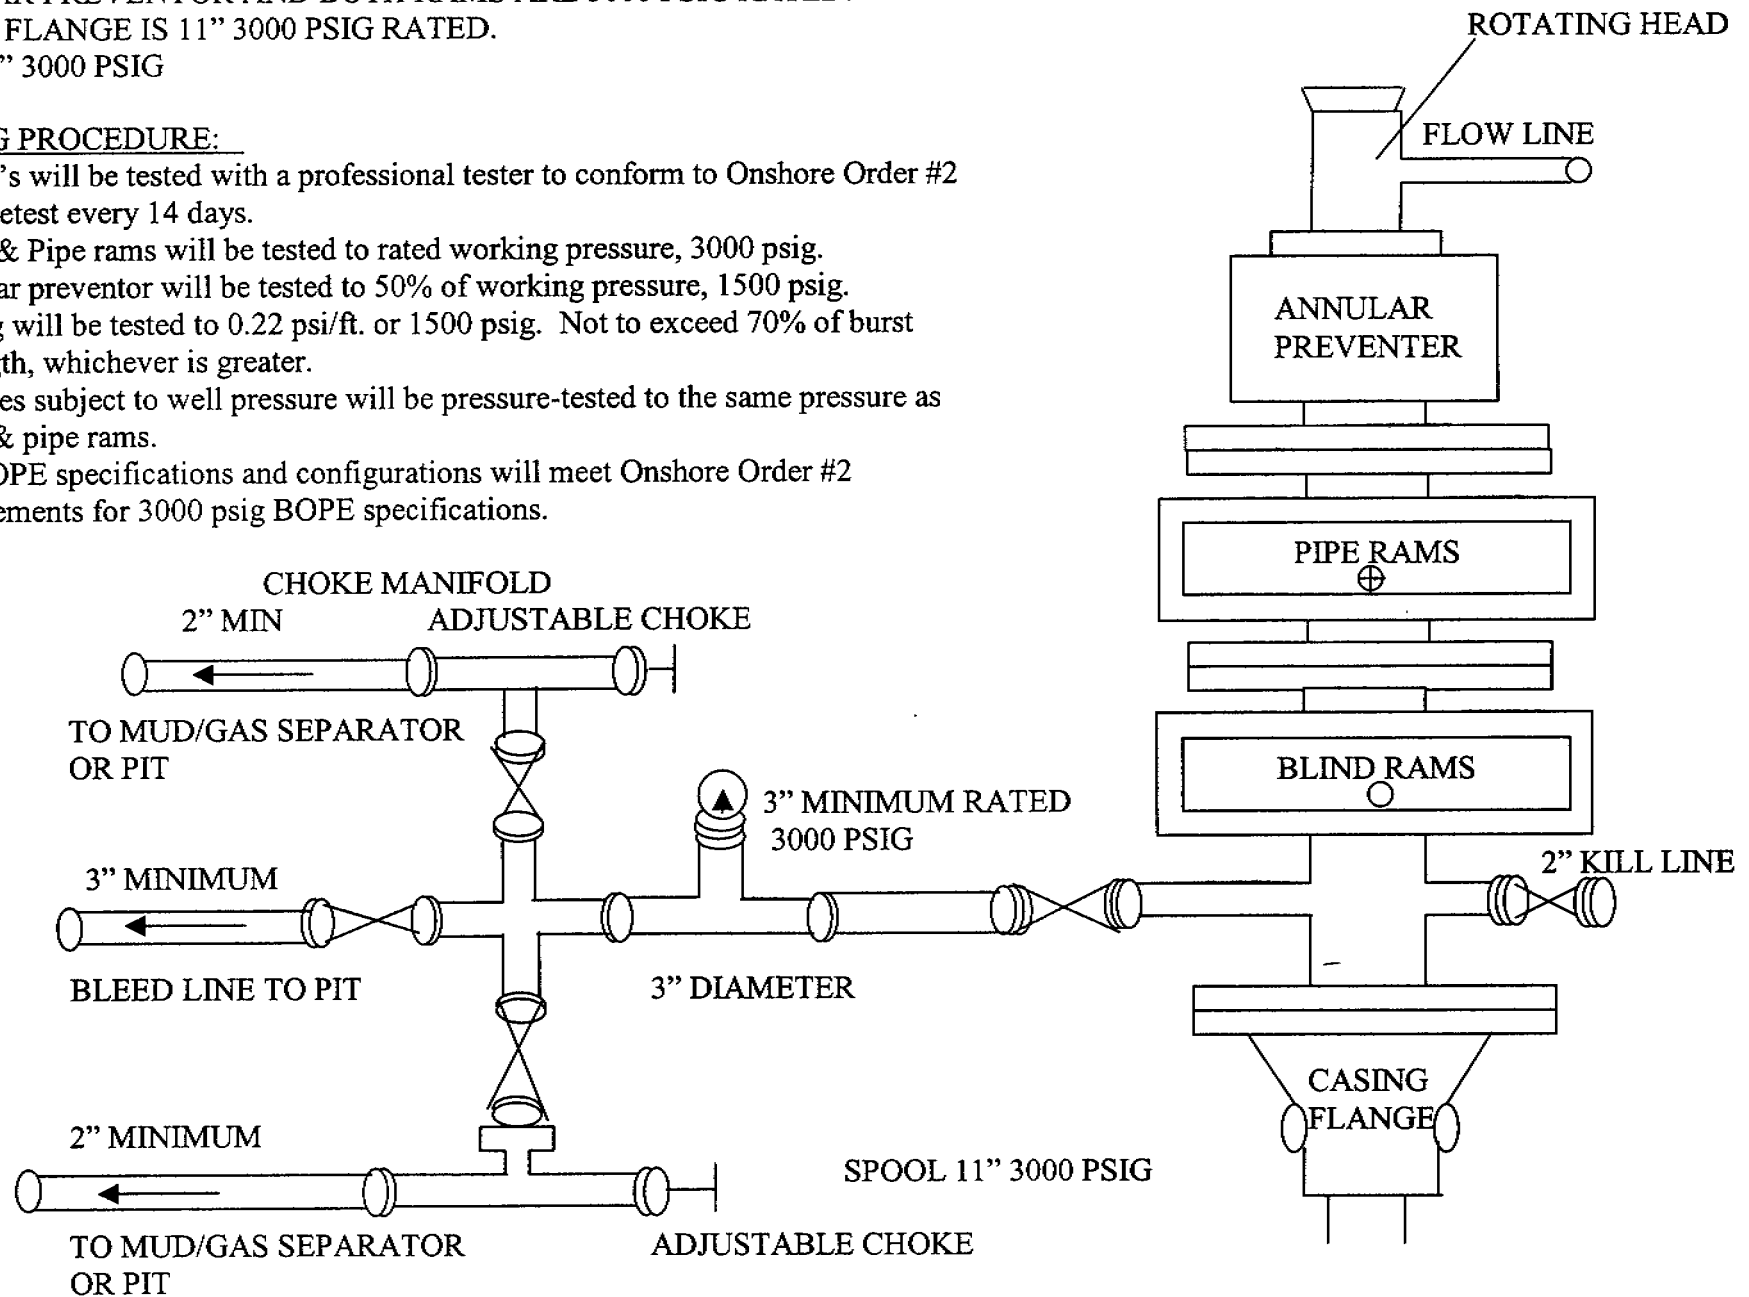 FLANGE IS 11” 3000 PSIG RATED.
” 3000 PSIG
G PROCEDURE:
’s will be tested with a professional tester to conform to Onshore Order #2
etest every 14 days.
& Pipe rams will be tested to rated working pressure, 3000 psig.
ar preventor will be tested to 50% of working pressure, 1500 psig.
g will be tested to 0.22 psi/ft. or 1500 psig.  Not to exceed 70% of burst
gth, whichever is greater.
es subject to well pressure will be pressure-tested to the same pressure as
& pipe rams.
OPE specifications and configurations will meet Onshore Order #2
ements for 3000 psig BOPE specifications.
ROTATING HEAD
FLOW LINE
ANNULAR
PREVENTER
PIPE RAMS
BLIND RAMS
2” KILL LINE
CASING
FLANGE
CHOKE MANIFOLD
2” MIN
ADJUSTABLE CHOKE
TO MUD/GAS SEPARATOR
OR PIT
3” MINIMUM RATED
3000 PSIG
3” MINIMUM
BLEED LINE TO PIT
3” DIAMETER
2” MINIMUM
SPOOL 11” 3000 PSIG
TO MUD/GAS SEPARATOR
OR PIT
ADJUSTABLE CHOKE